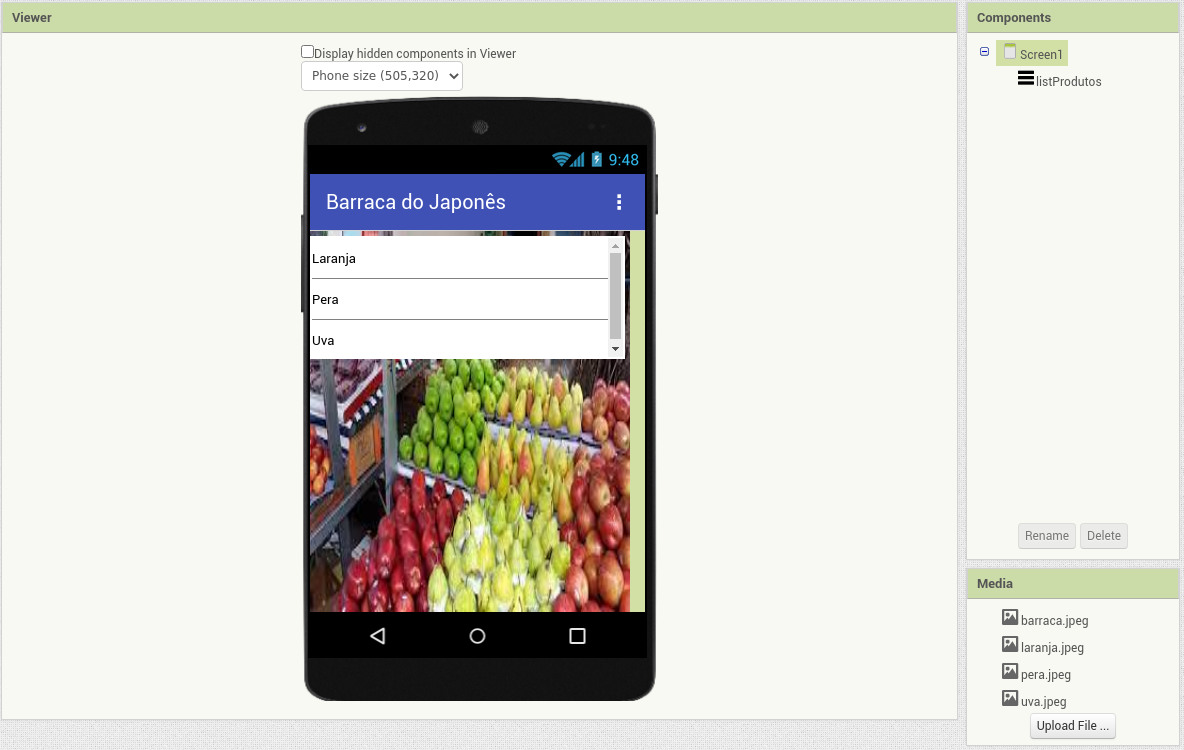 Viewer
Display hidden components in Viewer
Phone size (505,320)
9:48
Barraca do Japonês
Laranja
Pera
Uva
Components
Screen1
listProdutos
Rename Delete
Media
barraca.jpeg
laranja.jpeg
pera.jpeg
uva.jpeg
Upload File ...